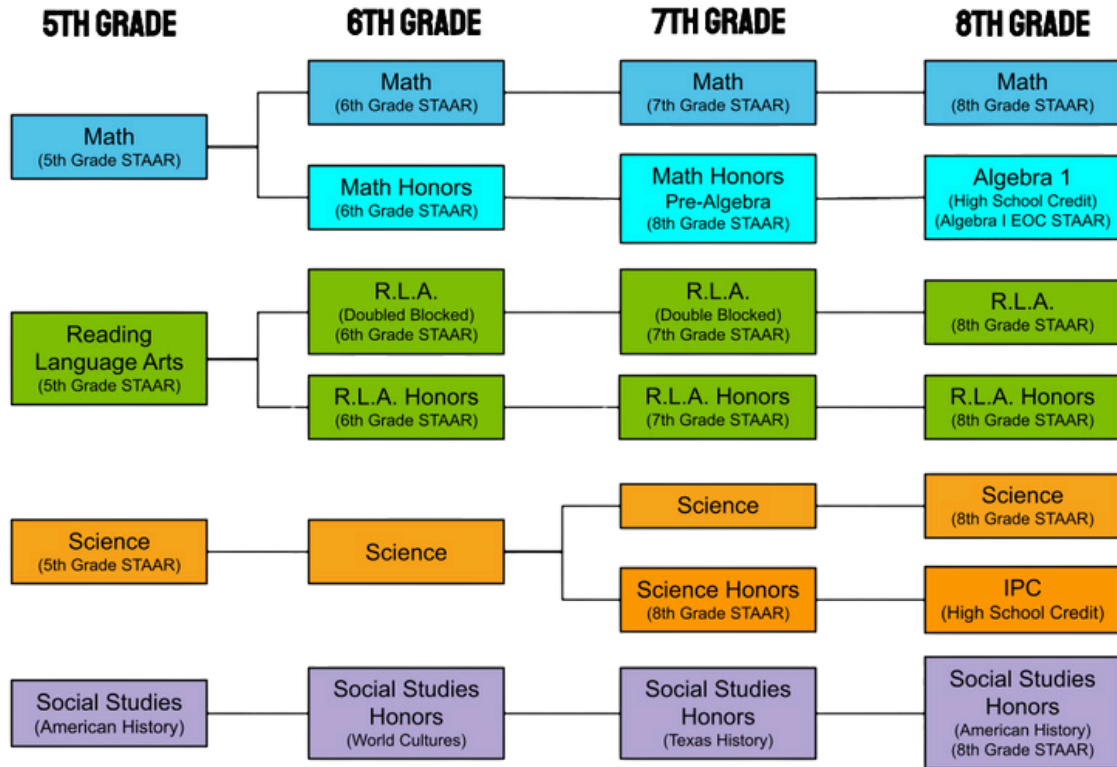 5TH GRADE
6TH GRADE
7TH GRADE
8TH GRADE
Math
(5th Grade STAAR)
Math
(6th Grade STAAR)
Math
(7th Grade STAAR)
Math
(8th Grade STAAR)
Math Honors
(6th Grade STAAR)
Math Honors
Pre-Algebra
(8th Grade STAAR)
Algebra 1
(High School Credit)
(Algebra I EOC STAAR)
Reading
Language Arts
(5th Grade STAAR)
R.L.A.
(Doubled Blocked)
(6th Grade STAAR)
R.L.A.
(Double Blocked)
(7th Grade STAAR)
R.L.A.
(8th Grade STAAR)
R.L.A. Honors
(6th Grade STAAR)
R.L.A. Honors
(7th Grade STAAR)
R.L.A. Honors
(8th Grade STAAR)
Science
(5th Grade STAAR)
Science
Science
Science
(8th Grade STAAR)
Science Honors
(8th Grade STAAR)
IPC
(High School Credit)
Social Studies
(American History)
Social Studies
Honors
(World Cultures)
Social Studies
Honors
(Texas History)
Social Studies
Honors
(American History)
(8th Grade STAAR)